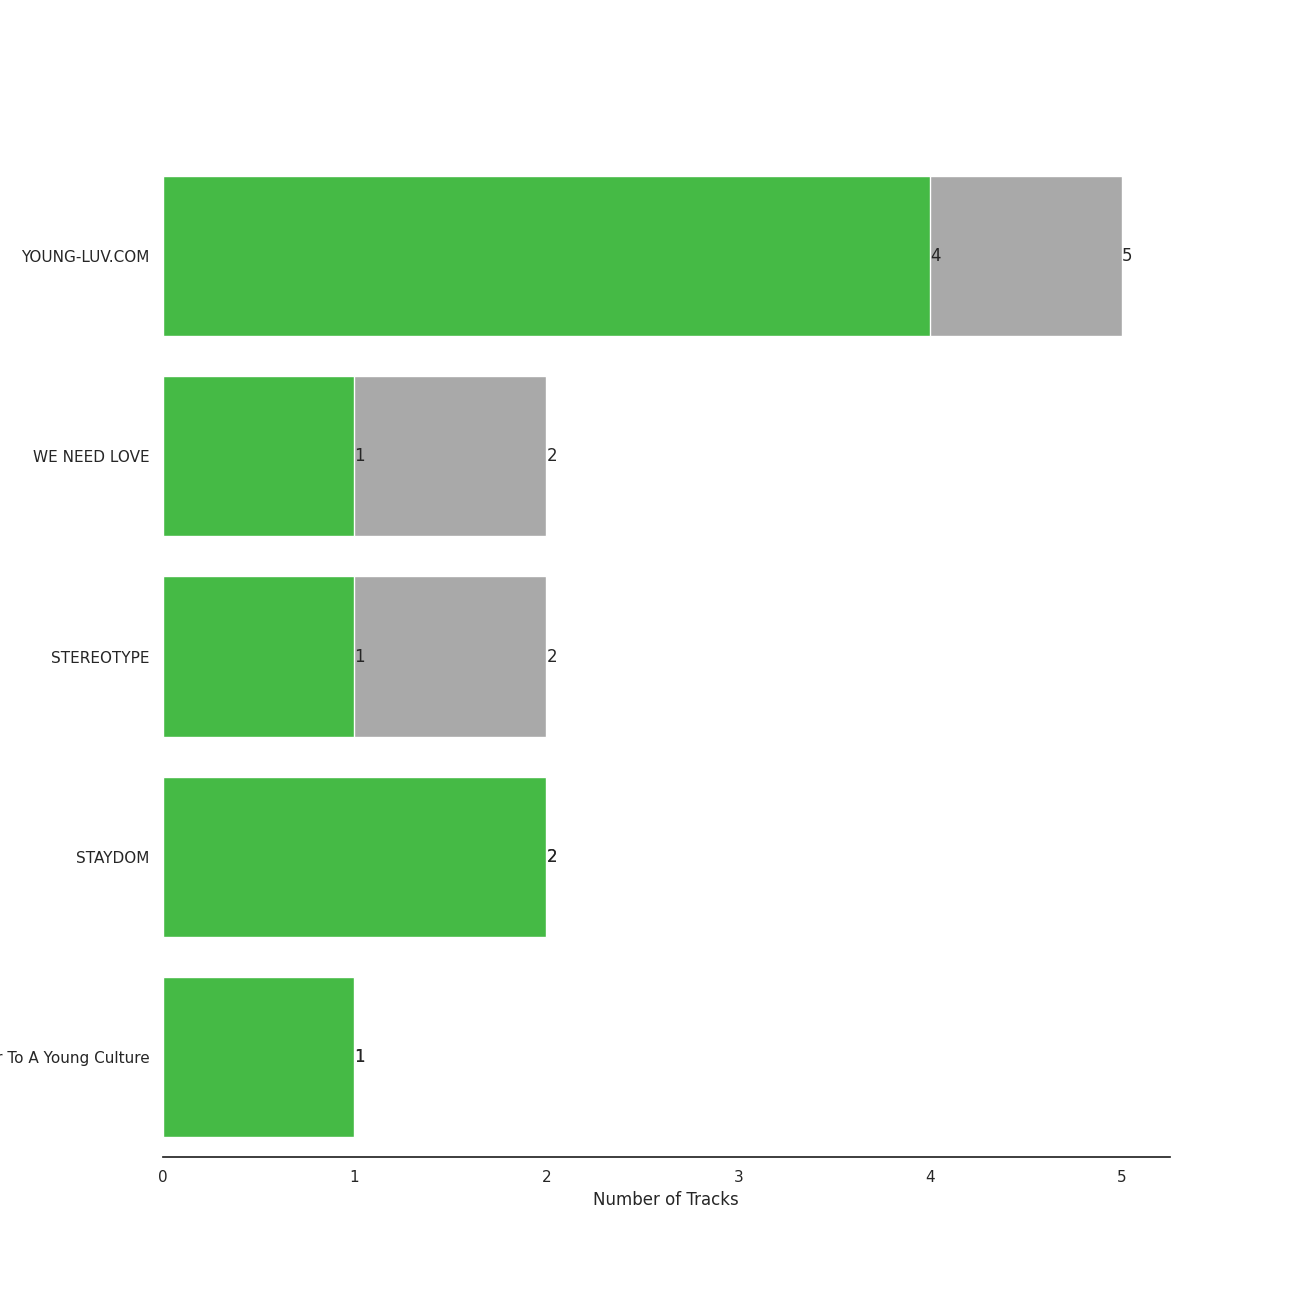 YOUNG-LUV.COM 4 5
WE NEED LOVE 1 2
STEREOTYPE 1 2
STAYDOM 2
To A Young Culture 1
0 1 2 3 4 5
Number of Tracks